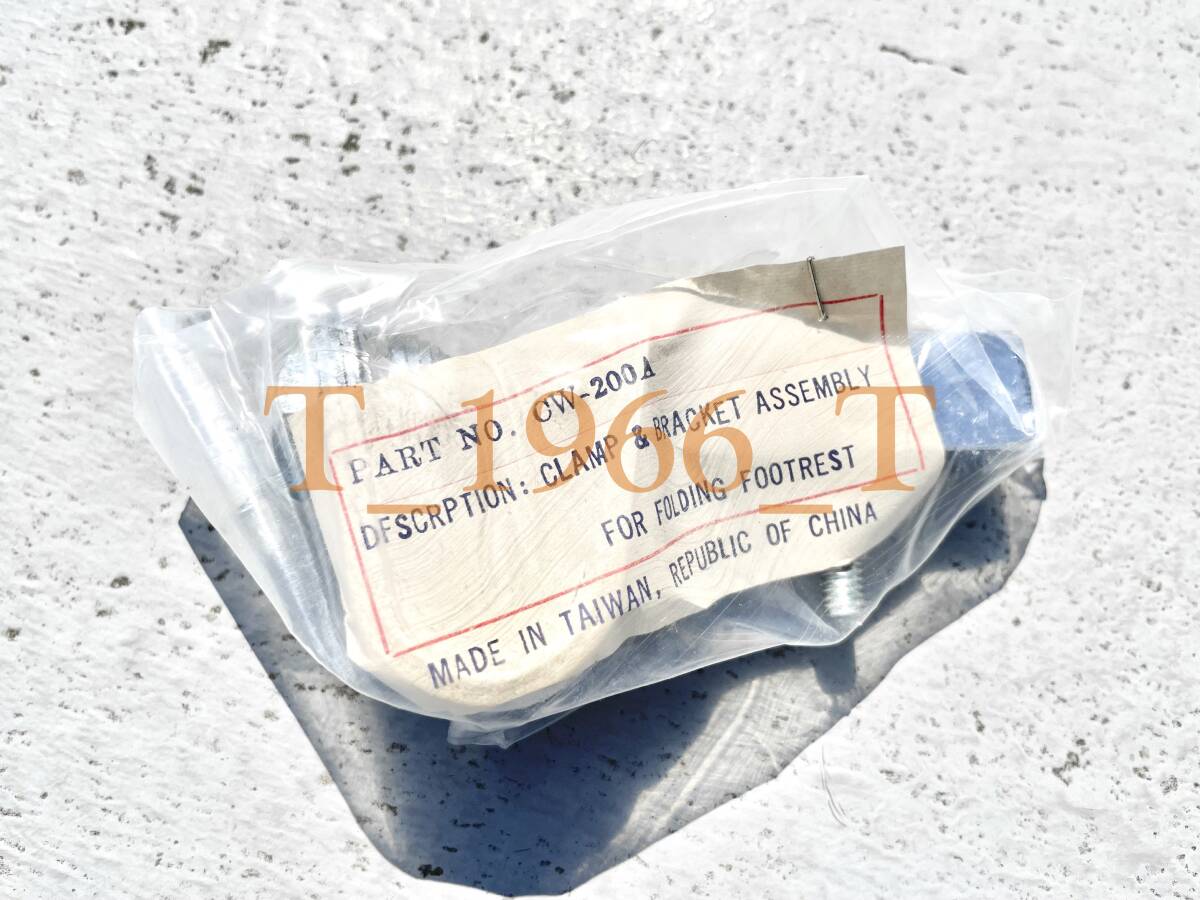 PART NO. CW-200A
DESCRPTION: CLAMP & BRACKET ASSEMBLY
FOR FOLDING FOOTREST
MADE IN TAIWAN, REPUBLIC OF CHINA
T_1966_T